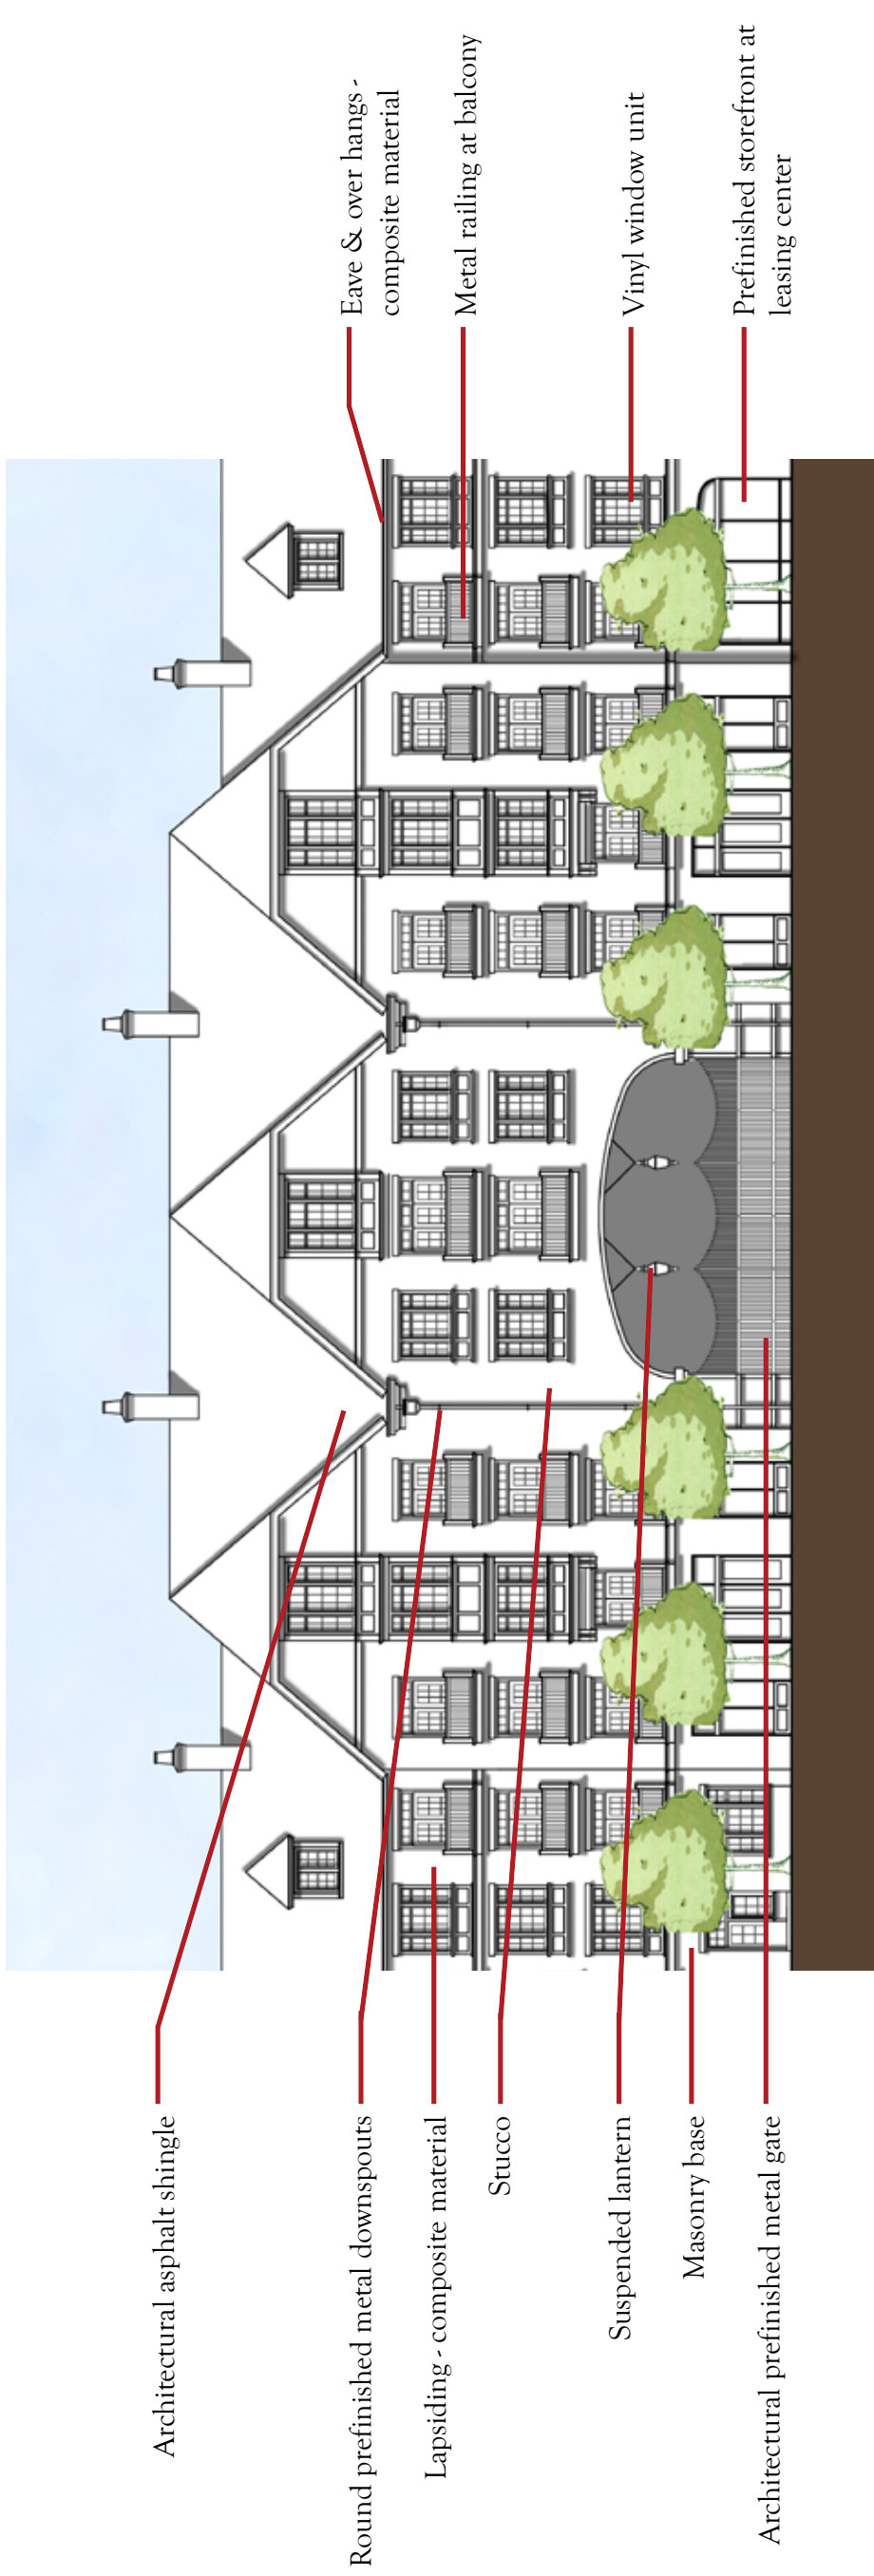 Architectural asphalt shingle
Round prefinished metal downspouts
Lapsiding - composite material
Stucco
Suspended lantern
Masonry base
Architectural prefinished metal gate
Eave & over hangs -
composite material
Metal railing at balcony
Vinyl window unit
Prefinished storefront at
leasing center